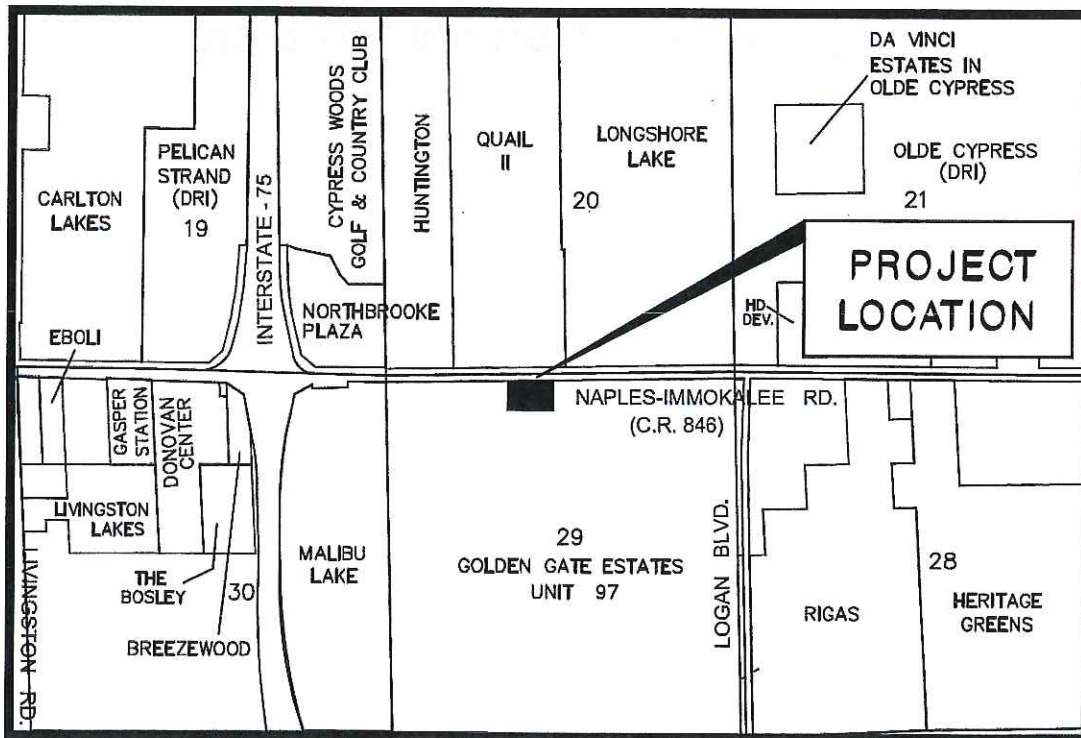 DA VINCI
ESTATES IN
OLDE CYPRESS
CARLTON
LAKES
PELICAN
STRAND
(DRI)
19
INTERSTATE - 75
CYPRESS WOODS
GOLF & COUNTRY CLUB
HUNTINGTON
QUAIL
II
20
LONGSHORE
LAKE
OLDE CYPRESS
(DRI)
21
PROJECT
LOCATION
HD
DEV.
NORTHBROOKE
PLAZA
EBOLI
NAPLES-IMMOKALEE RD.
(C.R. 846)
GASPER
STATION
DONOVAN
CENTER
LIVINGSTON
LAKES
LIVINGSTON RD.
THE
BOSLEY
30
BREEZEWOOD
MALIBU
LAKE
29
GOLDEN GATE ESTATES
UNIT 97
LOGAN BLVD.
RIGAS
28
HERITAGE
GREENS